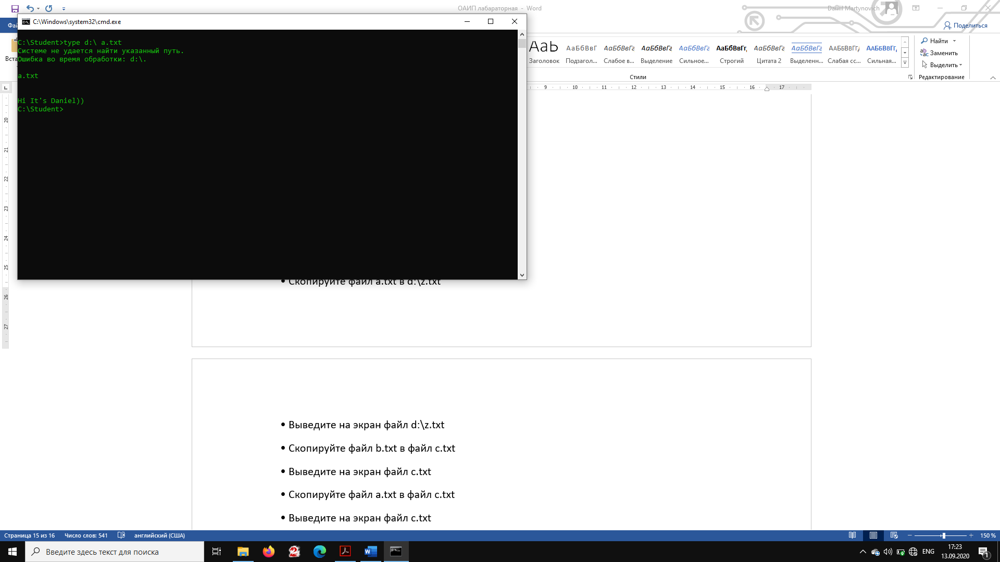 ОАИП лабараторная - Word
Damil Martynovich
C:\Windows\system32\cmd.exe
Поделиться
C:\Student>type d:\ a.txt
Системе не удается найти указанный путь.
Ошибка во время обработки: d:\.
a.txt
Hi It's Daniel))
C:\Student>
АаЬ АаБбВвГ АаБбВвГг АаБбВвГг АаБбВвГг АаБбВвГг, АаБбВвГг АаБбВвГг ААББВВГГД ААББВВГГД
Заголовок Подзагол... Слабое в... Выделение Сильное... Строгий Цитата 2 Выделенн... Слабая сс... Сильная...
Стили
Найти
Заменить
Выделить
Редактирование
9 10 11 12 13 14 15 16 17
20
21
22
23
24
25
26
27
• Скопируйте файл a.txt в d:\z.txt
• Выведите на экран файл d:\z.txt
• Скопируйте файл b.txt в файл c.txt
• Выведите на экран файл c.txt
• Скопируйте файл a.txt в файл c.txt
• Выведите на экран файл c.txt
Страница 15 из 16 Число слов: 541 английский (США) 150 %
Введите здесь текст для поиска
ENG
17:23
13.09.2020
1